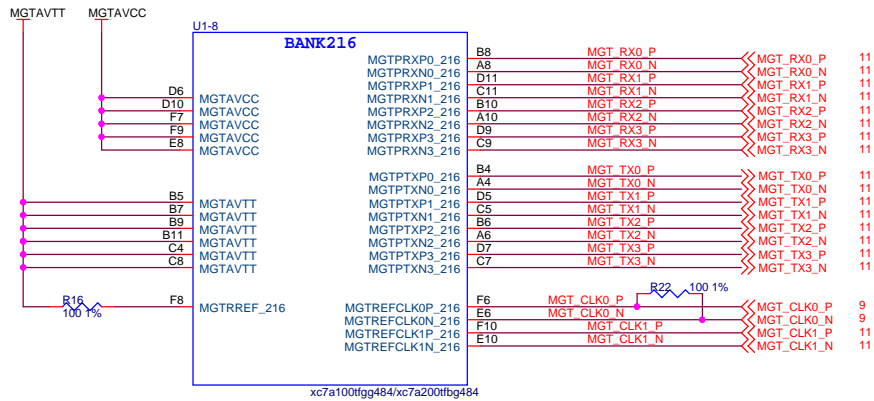 MGTAVTT MGTAVCC
U1-8
BANK216
D6 MGTAVCC
D10 MGTAVCC
F7 MGTAVCC
F9 MGTAVCC
E8 MGTAVCC
B5 MGTAVTT
B7 MGTAVTT
B9 MGTAVTT
B11 MGTAVTT
C4 MGTAVTT
C8 MGTAVTT
R16
100 1%
F8 MGTRREF_216
MGTPRXP0_216 B8 MGT_RX0_P MGT_RX0_P 11
MGTPRXN0_216 A8 MGT_RX0_N MGT_RX0_N 11
MGTPRXP1_216 D11 MGT_RX1_P MGT_RX1_P 11
MGTPRXN1_216 C11 MGT_RX1_N MGT_RX1_N 11
MGTPRXP2_216 B10 MGT_RX2_P MGT_RX2_P 11
MGTPRXN2_216 A10 MGT_RX2_N MGT_RX2_N 11
MGTPRXP3_216 D9 MGT_RX3_P MGT_RX3_P 11
MGTPRXN3_216 C9 MGT_RX3_N MGT_RX3_N 11
MGTPTXP0_216 B4 MGT_TX0_P MGT_TX0_P 11
MGTPTXN0_216 A4 MGT_TX0_N MGT_TX0_N 11
MGTPTXP1_216 D5 MGT_TX1_P MGT_TX1_P 11
MGTPTXN1_216 C5 MGT_TX1_N MGT_TX1_N 11
MGTPTXP2_216 B6 MGT_TX2_P MGT_TX2_P 11
MGTPTXN2_216 A6 MGT_TX2_N MGT_TX2_N 11
MGTPTXP3_216 D7 MGT_TX3_P MGT_TX3_P 11
MGTPTXN3_216 C7 MGT_TX3_N MGT_TX3_N 11
R22 100 1%
MGTREFCLK0P_216 F6 MGT_CLK0_P MGT_CLK0_P 9
MGTREFCLK0N_216 E6 MGT_CLK0_N MGT_CLK0_N 9
MGTREFCLK1P_216 F10 MGT_CLK1_P MGT_CLK1_P 11
MGTREFCLK1N_216 E10 MGT_CLK1_N MGT_CLK1_N 11
xc7a100tfgg484/xc7a200tfbg484